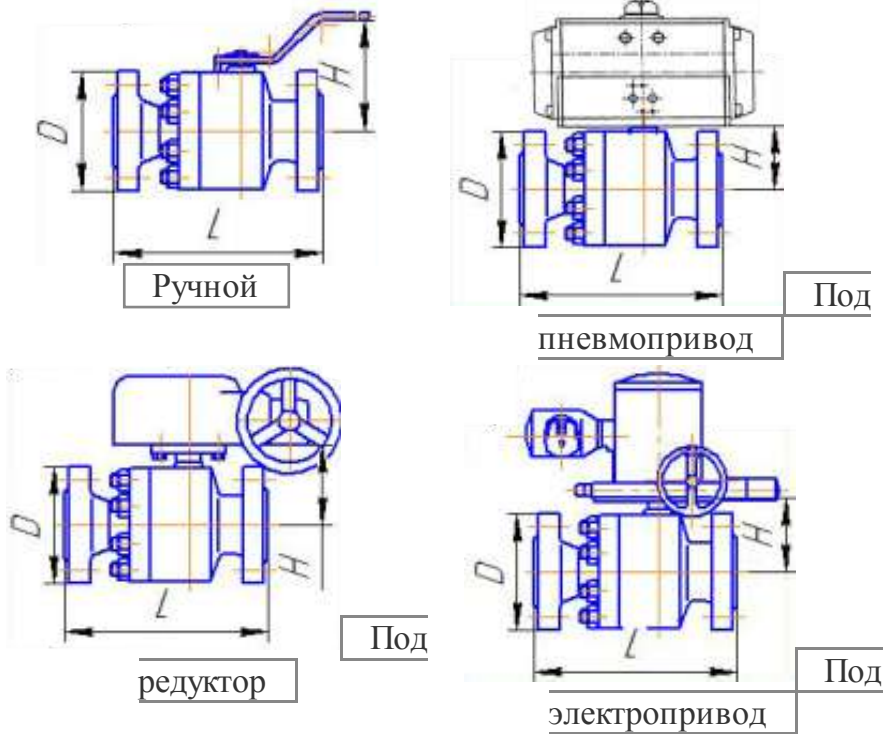 D
H
L
Ручной
D
H
L
Под
пневмопривод
D
H
L
Под
редуктор
D
H
L
Под
электропривод